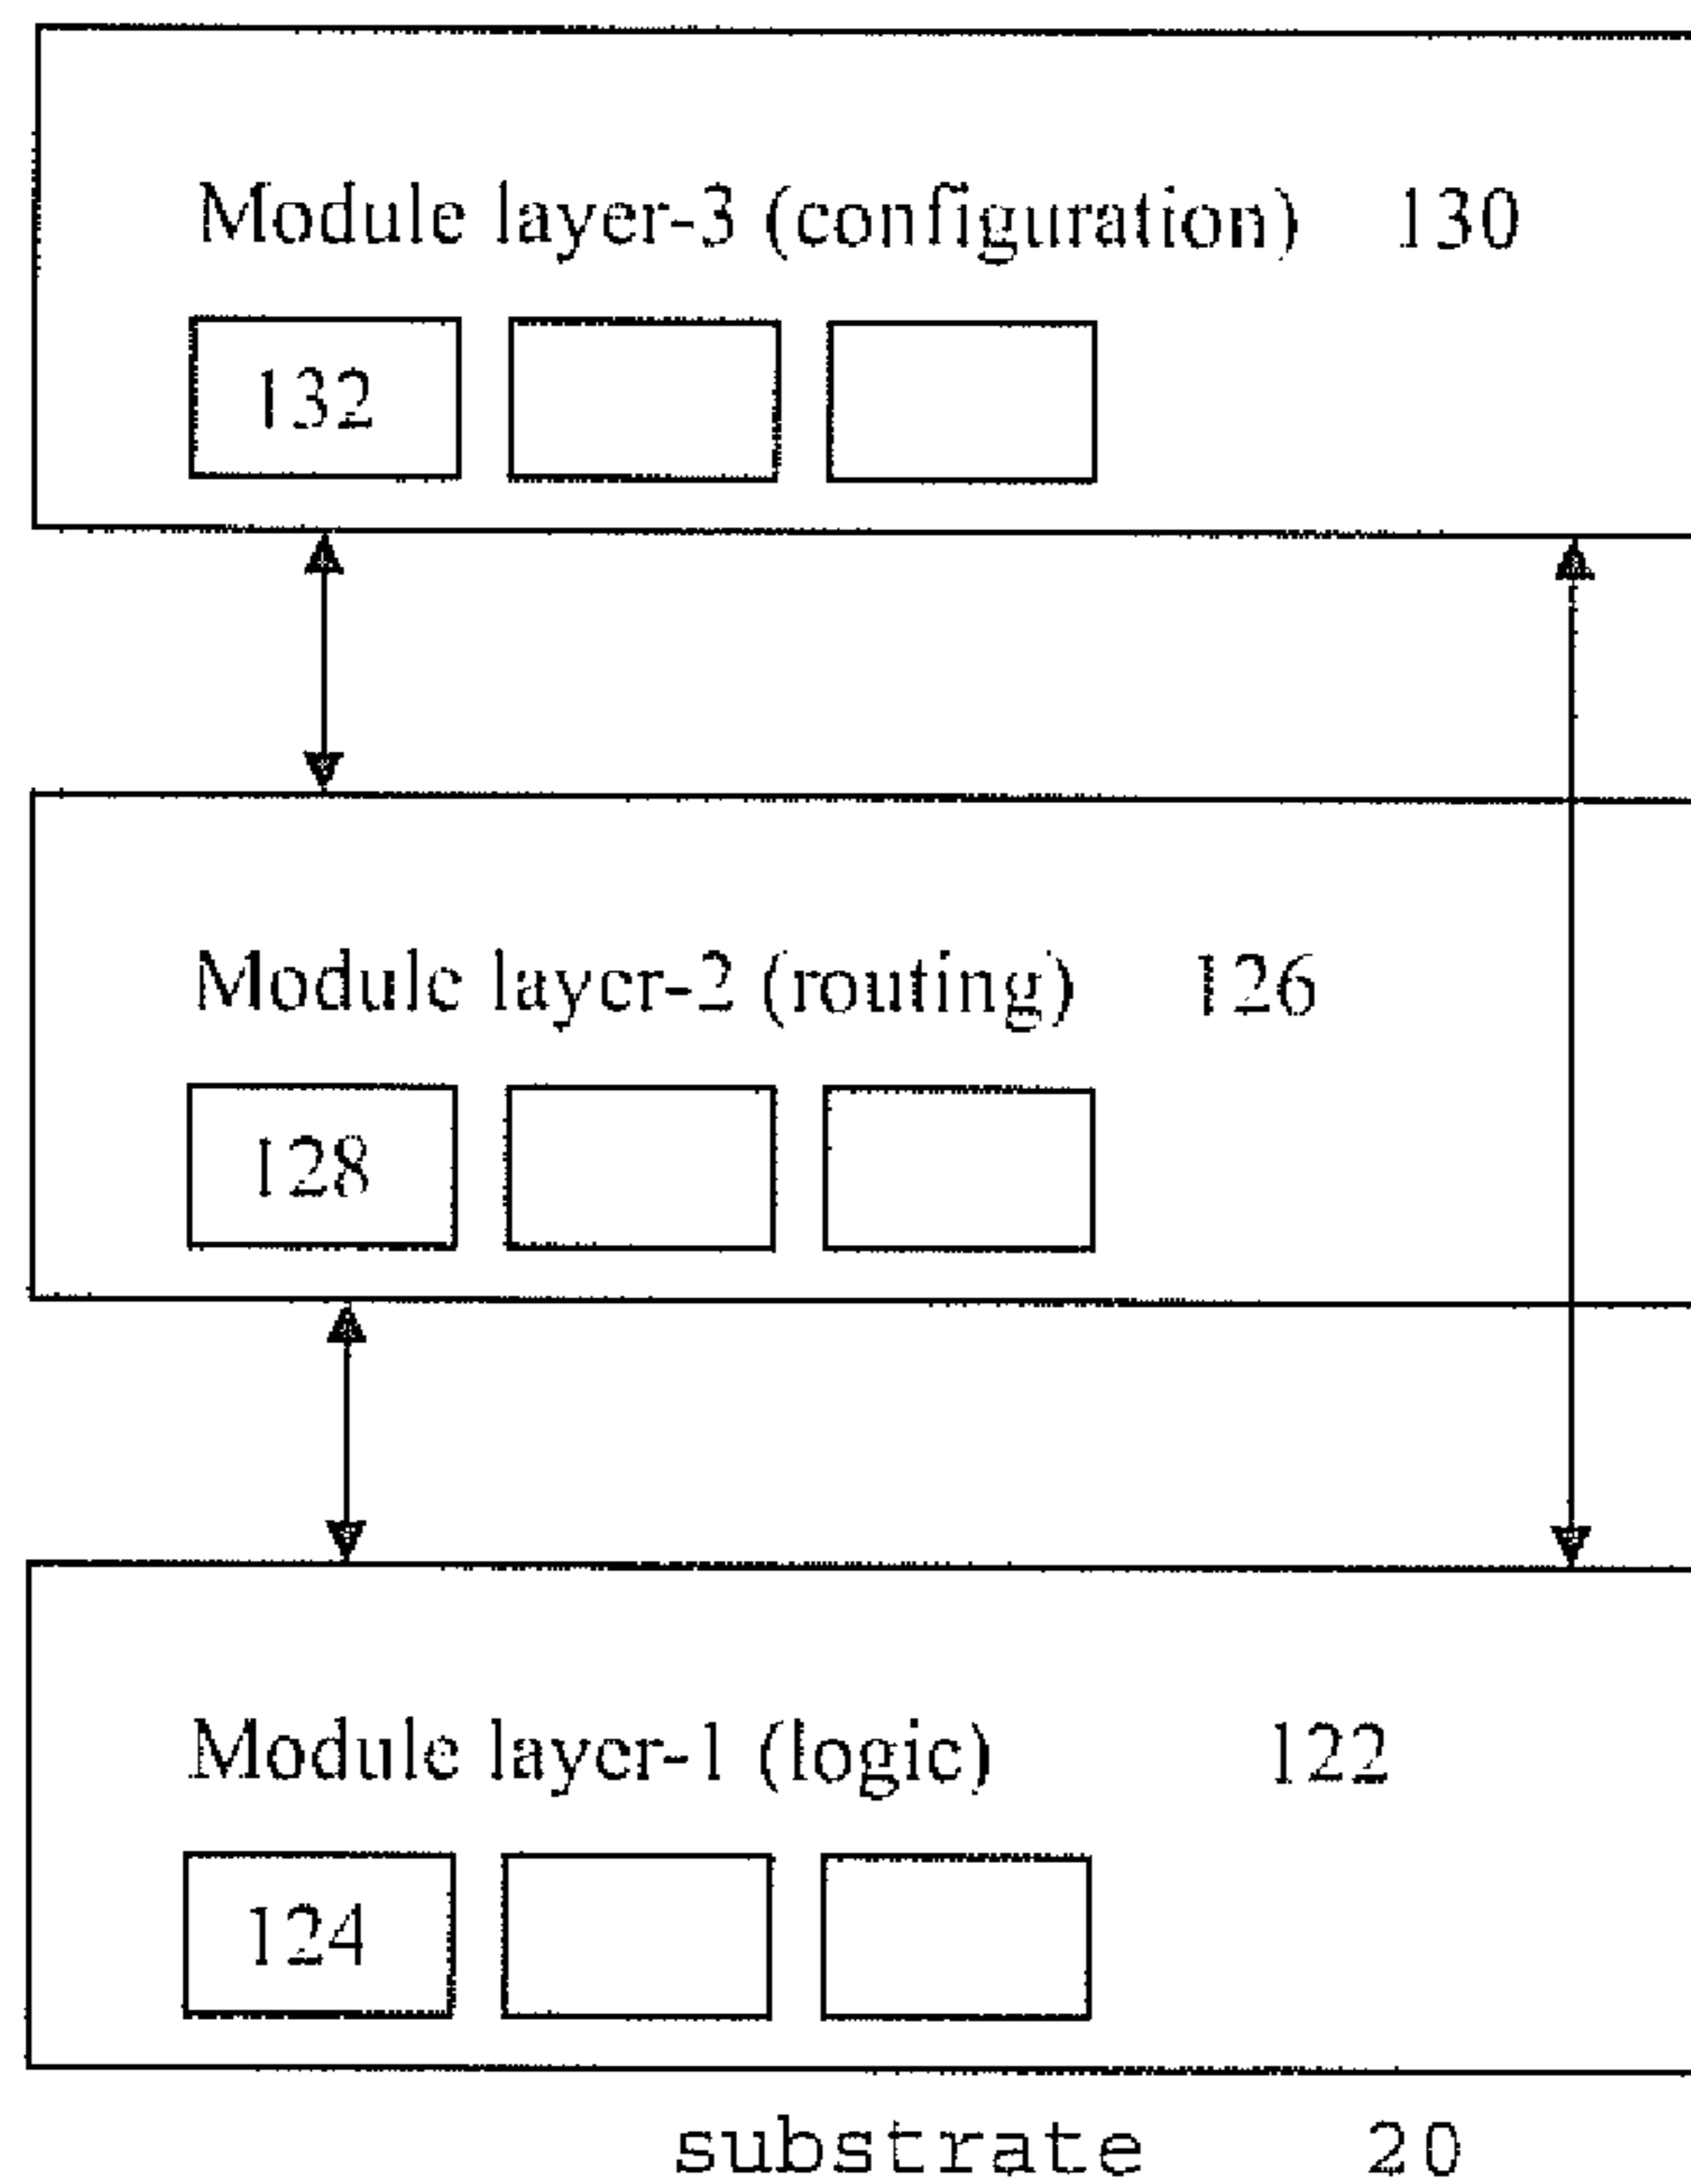 Module layer-3 (configuration) 130
132
Module layer-2 (routing) 126
128
Module layer-1 (logic) 122
124
substrate 20